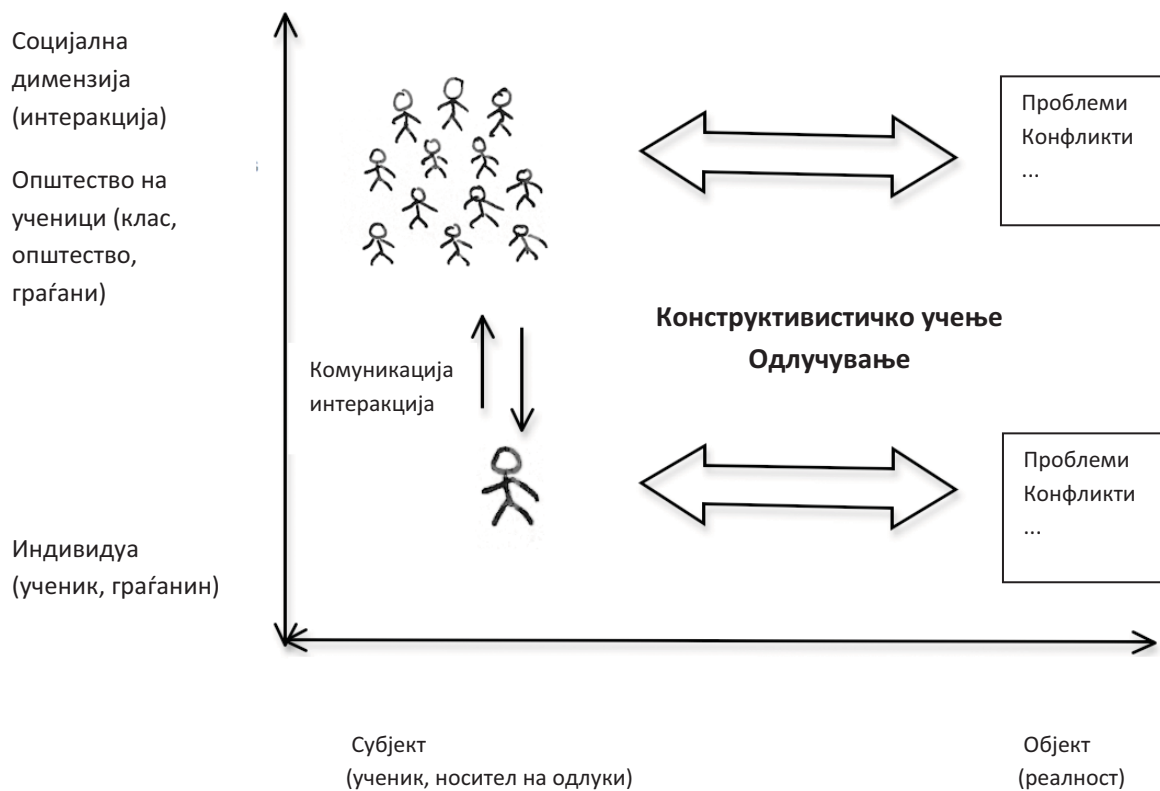 Социјална
димензија
(интеракција)
Општество на
ученици (клас,
општество,
граѓани)
Проблеми
Конфликти
...
Конструктивистичко учење
Одлучување
Комуникација
интеракција
Проблеми
Конфликти
...
Индивидуа
(ученик, граѓанин)
Субјект
(ученик, носител на одлуки)
Објект
(реалност)